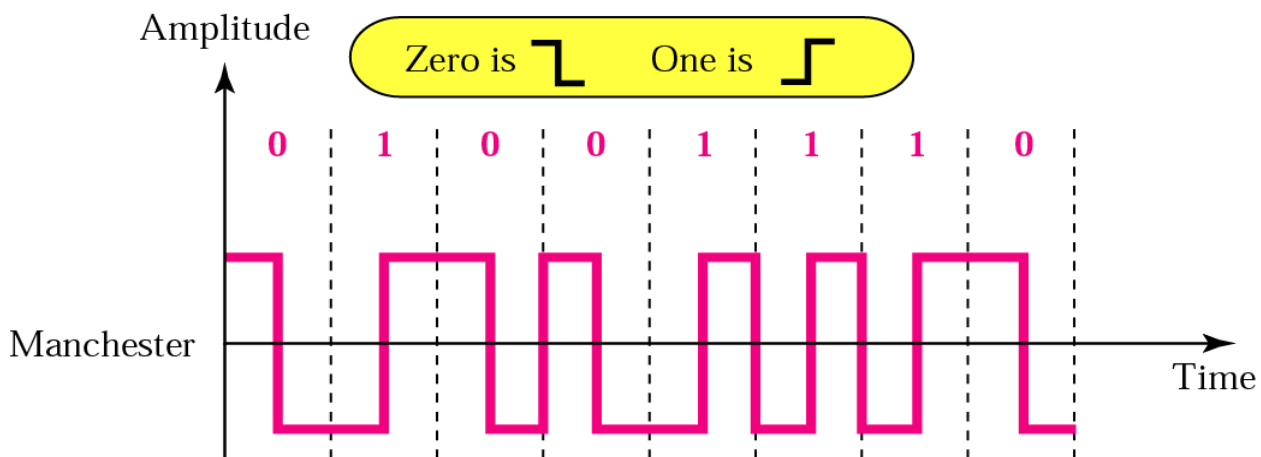 Amplitude
Zero is One is
0 1 0 0 1 1 1 0
Manchester
Time